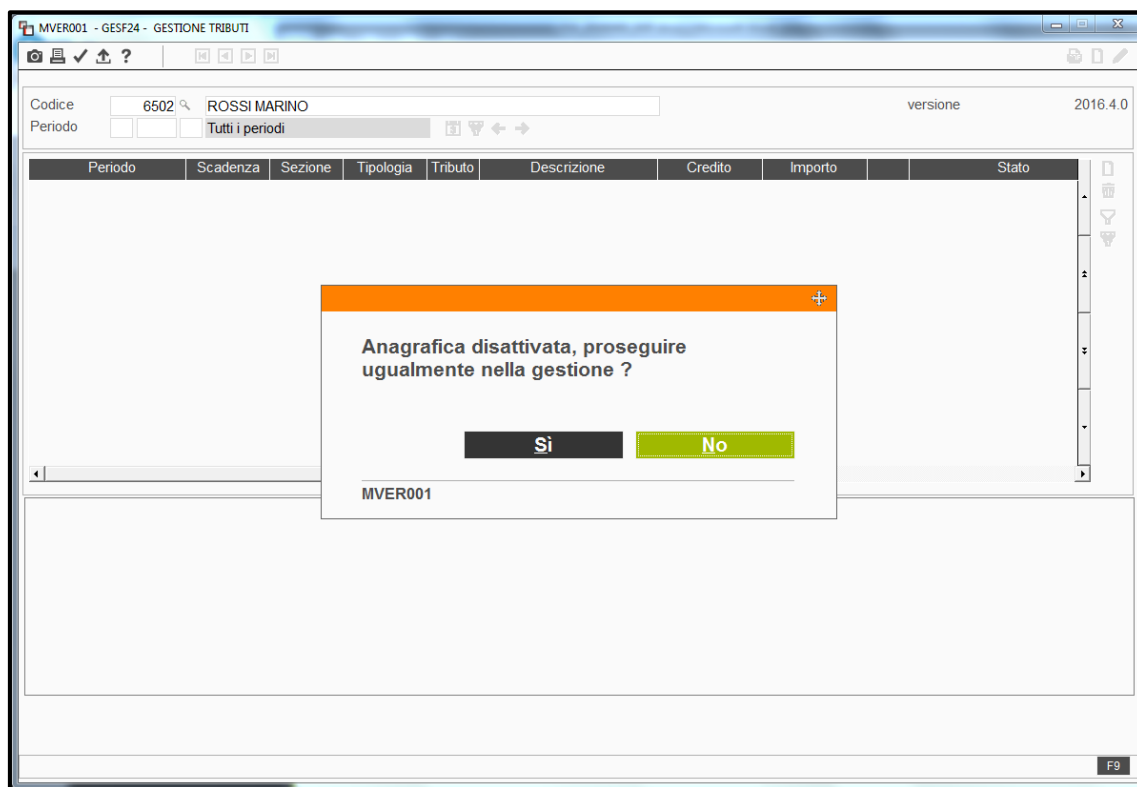 MVER001 - GESF24 - GESTIONE TRIBUTI
?
Codice 6502 ROSSI MARINO versione 2016.4.0
Periodo Tutti i periodi
Periodo Scadenza Sezione Tipologia Tributo Descrizione Credito Importo Stato
Anagrafica disattivata, proseguire
ugualmente nella gestione ?
Sì No
MVER001
F9